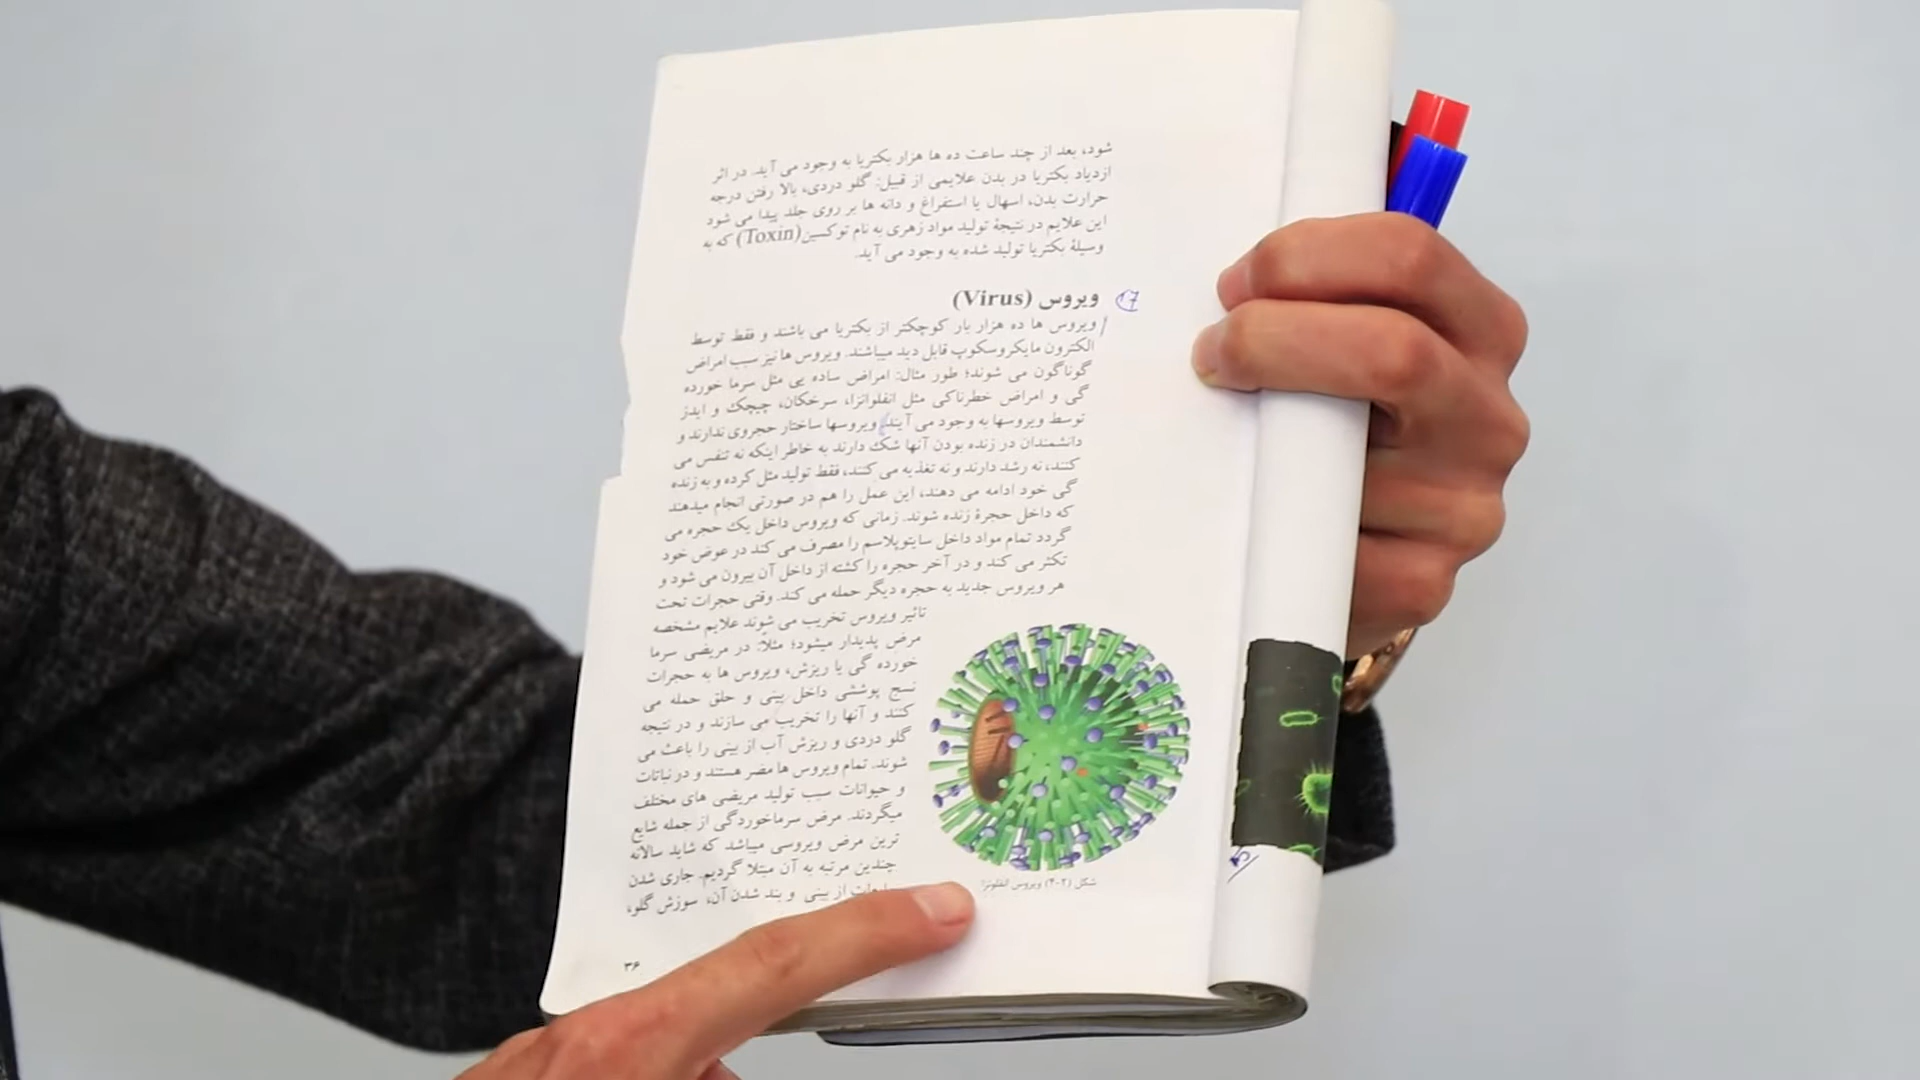 شود، بعد از چند ساعت ده ها هزار بکتریا به وجود می آید. در اثر
ازدیاد بکتریا در بدن علایمی از قبیل: گلو دردی، بالا رفتن درجه
حرارت بدن، اسهال یا استفراغ و دانه ها بر روی جلد پیدا می شود
این علایم در نتیجۀ تولید مواد زهری به نام توکسین(Toxin) که به
وسیلۀ بکتریا تولید شده به وجود می آید.
ویروس (Virus)
ویروس ها ده هزار بار کوچکتر از بکتریا می باشند و فقط توسط
الکترون مایکروسکوپ قابل دید میباشند. ویروس ها نیز سبب امراض
گوناگون می شوند؛ طور مثال: امراض ساده یی مثل سرما خورده
گی و امراض خطرناکی مثل انفلوانزا، سرخکان، چیچک و ایدز
توسط ویروسها به وجود می آیند. ویروسها ساختار حجروی ندارند و
دانشمندان در زنده بودن آنها شک دارند به خاطر اینکه نه تنفس می
کنند، نه رشد دارند و نه تغذیه می کنند، فقط تولید مثل کرده و به زنده
گی خود ادامه می دهند، این عمل را هم در صورتی انجام میدهند
که داخل حجرۀ زنده شوند. زمانی که ویروس داخل یک حجره می
گردد تمام مواد داخل سایتوپلاسم را مصرف می کند در عوض خود
تکثر می کند و در آخر حجره را کشته از داخل آن بیرون می شود و
هر ویروس جدید به حجره دیگر حمله می کند. وقتی حجرات تحت
تاثیر ویروس تخریب می شوند علایم مشخصه
مرض پدیدار میشود؛ مثلاً: در مریضی سرما
خورده گی یا ریزش، ویروس ها به حجرات
نسج پوششی داخل بینی و حلق حمله می
کنند و آنها را تخریب می سازند و در نتیجه
گلو دردی و ریزش آب از بینی را باعث می
شوند. تمام ویروس ها مضر هستند و در نباتات
و حیوانات سبب تولید مریضی های مختلف
میگردند. مرض سرماخوردگی از جمله شایع
ترین مرض ویروسی میباشد که شاید سالانه
چندین مرتبه به آن مبتلا گردیم. جاری شدن
از بینی و بند شدن آن، سوزش گلو،
شکل (۲-۴) ویروس انفلونزا
۳۶